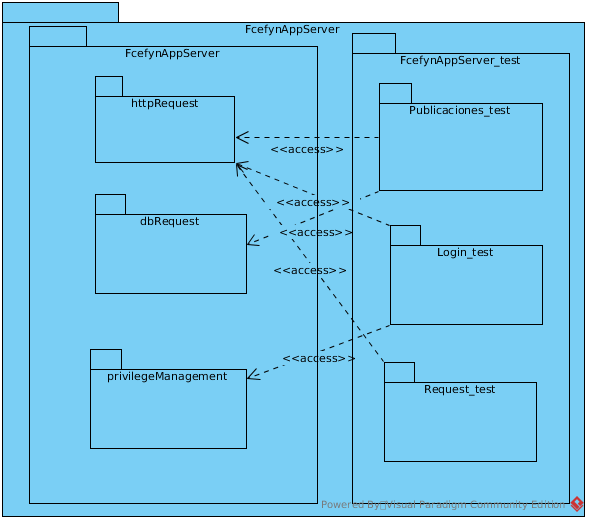 FcefynAppServer
FcefynAppServer
FcefynAppServer_test
httpRequest
Publicaciones_test
<<access>>
<<access>>
dbRequest
<<access>>
Login_test
<<access>>
<<access>>
privilegeManagement
Request_test
Powered By Visual Paradigm Community Edition